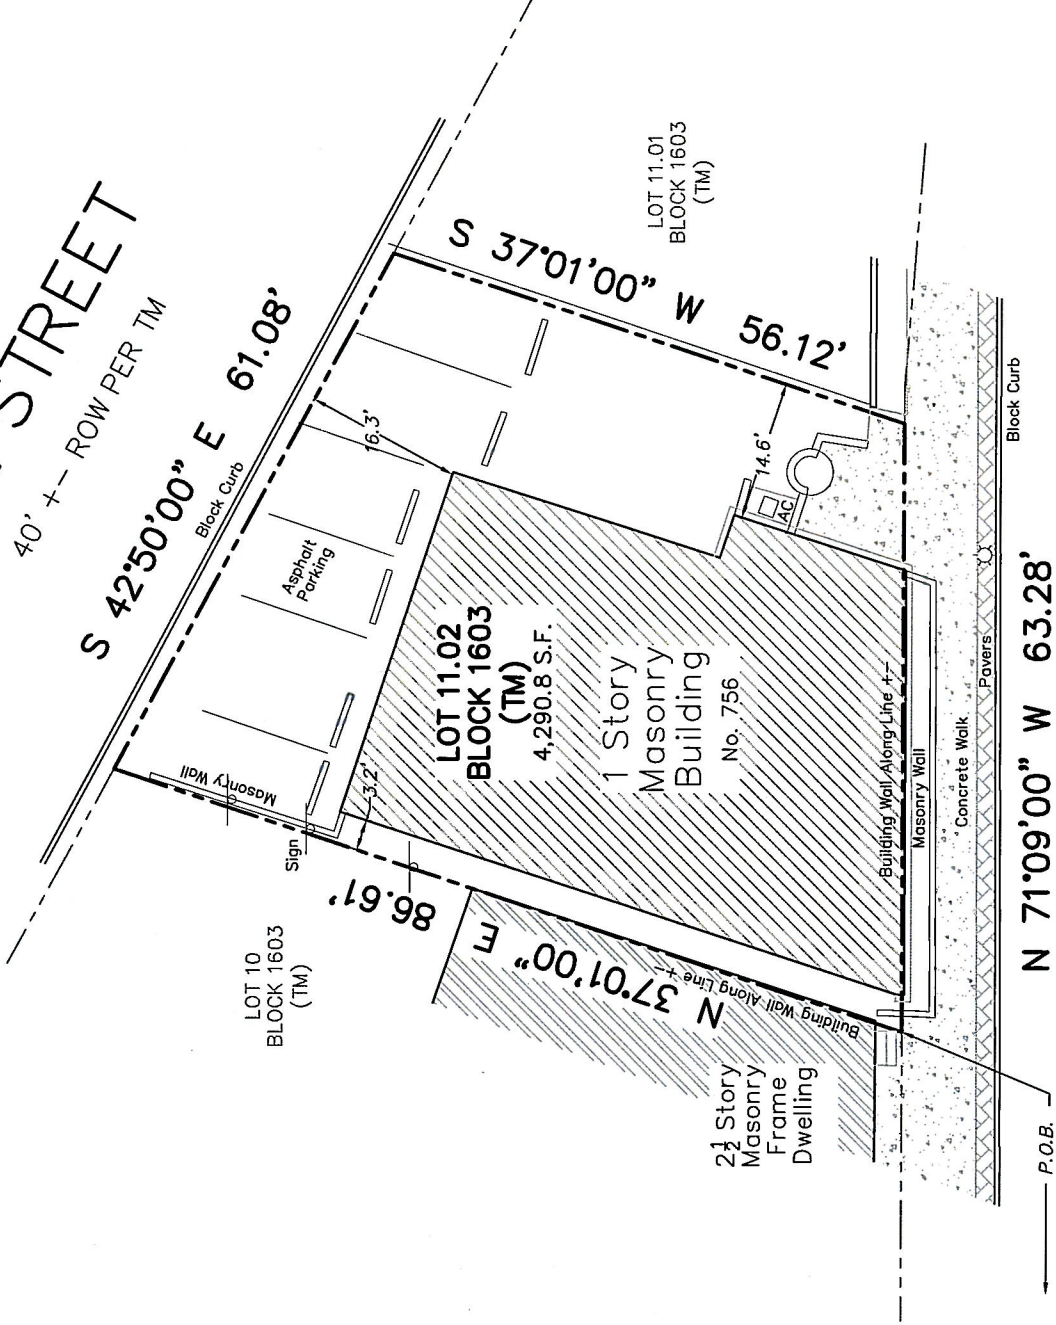 STREET
40' +- ROW PER TM
S 42°50'00" E 61.08'
Block Curb
LOT 11.01
BLOCK 1603
(TM)
S 37°01'00" W 56.12'
16.3'
Asphalt
Parking
14.6'
AC
Masonry Wall
Sign
3.2'
LOT 11.02
BLOCK 1603
(TM)
4,290.8 S.F.
1 Story
Masonry
Building
No. 756
LOT 10
BLOCK 1603
(TM)
N 37°01'00" E 86.61'
Building Wall Along Line +-
2½ Story
Masonry
Frame
Dwelling
Building Wall Along Line +-
Masonry Wall
Concrete Walk
Pavers
Block Curb
N 71°09'00" W 63.28'
P.O.B.